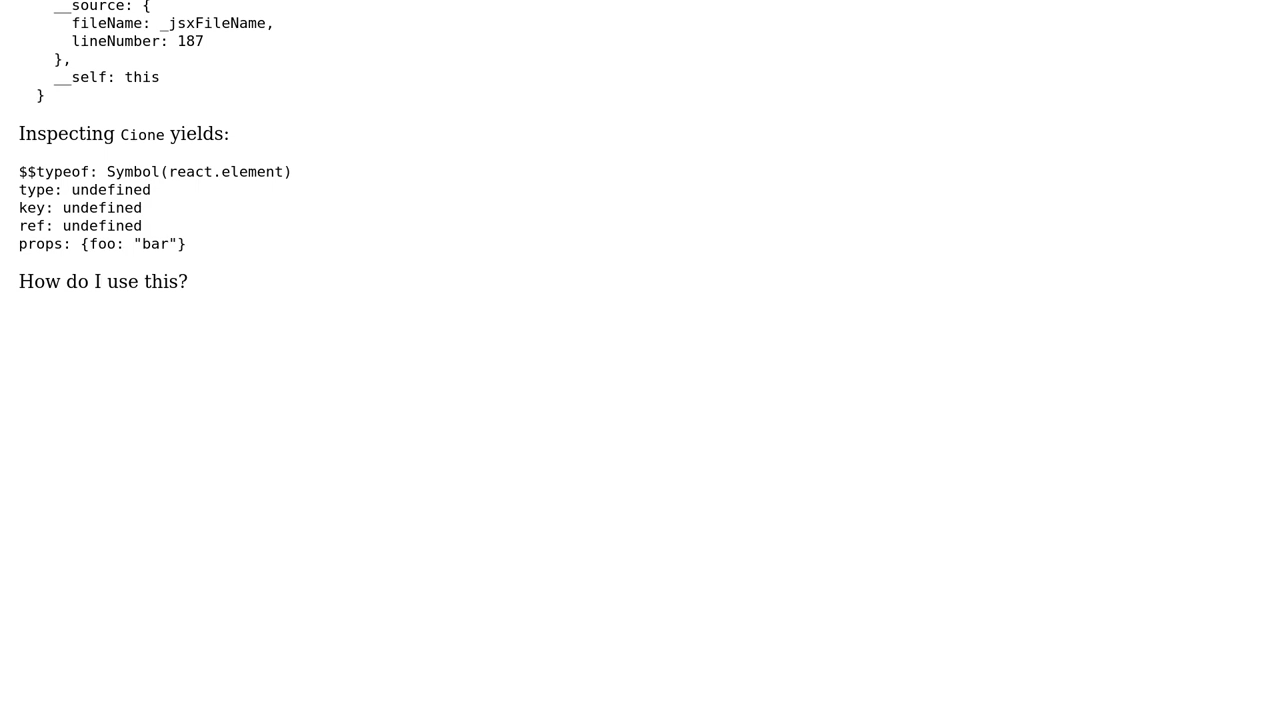 __source: {
fileName: _jsxFileName,
lineNumber: 187
},
__self: this
}
Inspecting Cione yields:
$$typeof: Symbol(react.element)
type: undefined
key: undefined
ref: undefined
props: {foo: "bar"}
How do I use this?